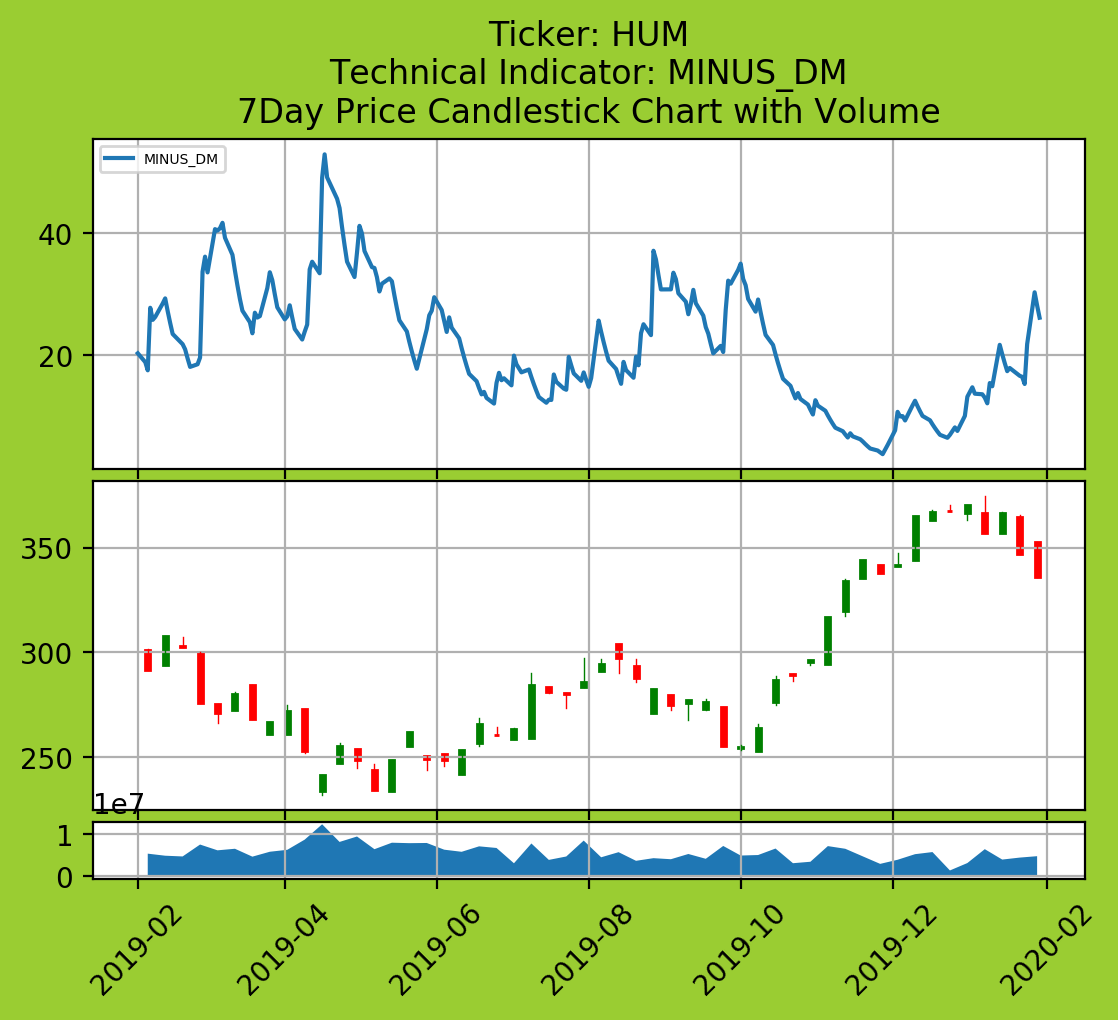 Ticker: HUM
Technical Indicator: MINUS_DM
7Day Price Candlestick Chart with Volume
MINUS_DM
40
20
350
300
250
1e7
1
0
2019-02
2019-04
2019-06
2019-08
2019-10
2019-12
2020-02